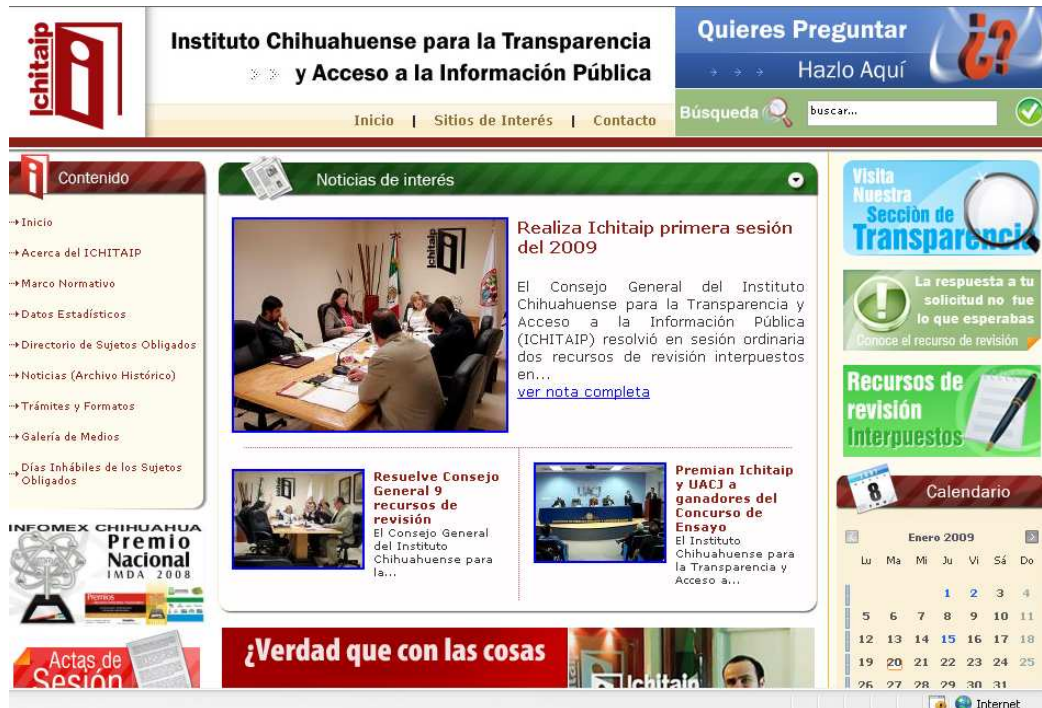 Ichitaip
Instituto Chihuahuense para la Transparencia
y Acceso a la Información Pública
Inicio | Sitios de Interés | Contacto
Quieres Preguntar
Hazlo Aquí
¿?
Búsqueda
buscar...
Contenido
Inicio
Acerca del ICHITAIP
Marco Normativo
Datos Estadísticos
Directorio de Sujetos Obligados
Noticias (Archivo Histórico)
Trámites y Formatos
Galería de Medios
Días Inhábiles de los Sujetos
Obligados
INFOMEX CHIHUAHUA
Premio
Nacional
IMDA 2008
Premios
Actas de
Sesión
Noticias de interés
Ichitaip
Realiza Ichitaip primera sesión
del 2009
El Consejo General del Instituto
Chihuahuense para la Transparencia y
Acceso a la Información Pública
(ICHITAIP) resolvió en sesión ordinaria
dos recursos de revisión interpuestos
en...
ver nota completa
Resuelve Consejo
General 9
recursos de
revisión
El Consejo General
del Instituto
Chihuahuense para
la...
UACJ
Premian Ichitaip
y UACJ a
ganadores del
Concurso de
Ensayo
El Instituto
Chihuahuense para
la Transparencia y
Acceso a...
¿Verdad que con las cosas
Ichitaip
Visita
Nuestra
Sección de
Transparencia
La respuesta a tu
solicitud no fue
lo que esperabas
Conoce el recurso de revisión
Recursos de
revisión
Interpuestos
8
Calendario
Enero 2009
Lu Ma Mi Ju Vi Sá Do
1 2 3 4
5 6 7 8 9 10 11
12 13 14 15 16 17 18
19 20 21 22 23 24 25
26 27 28 29 30 31
Internet